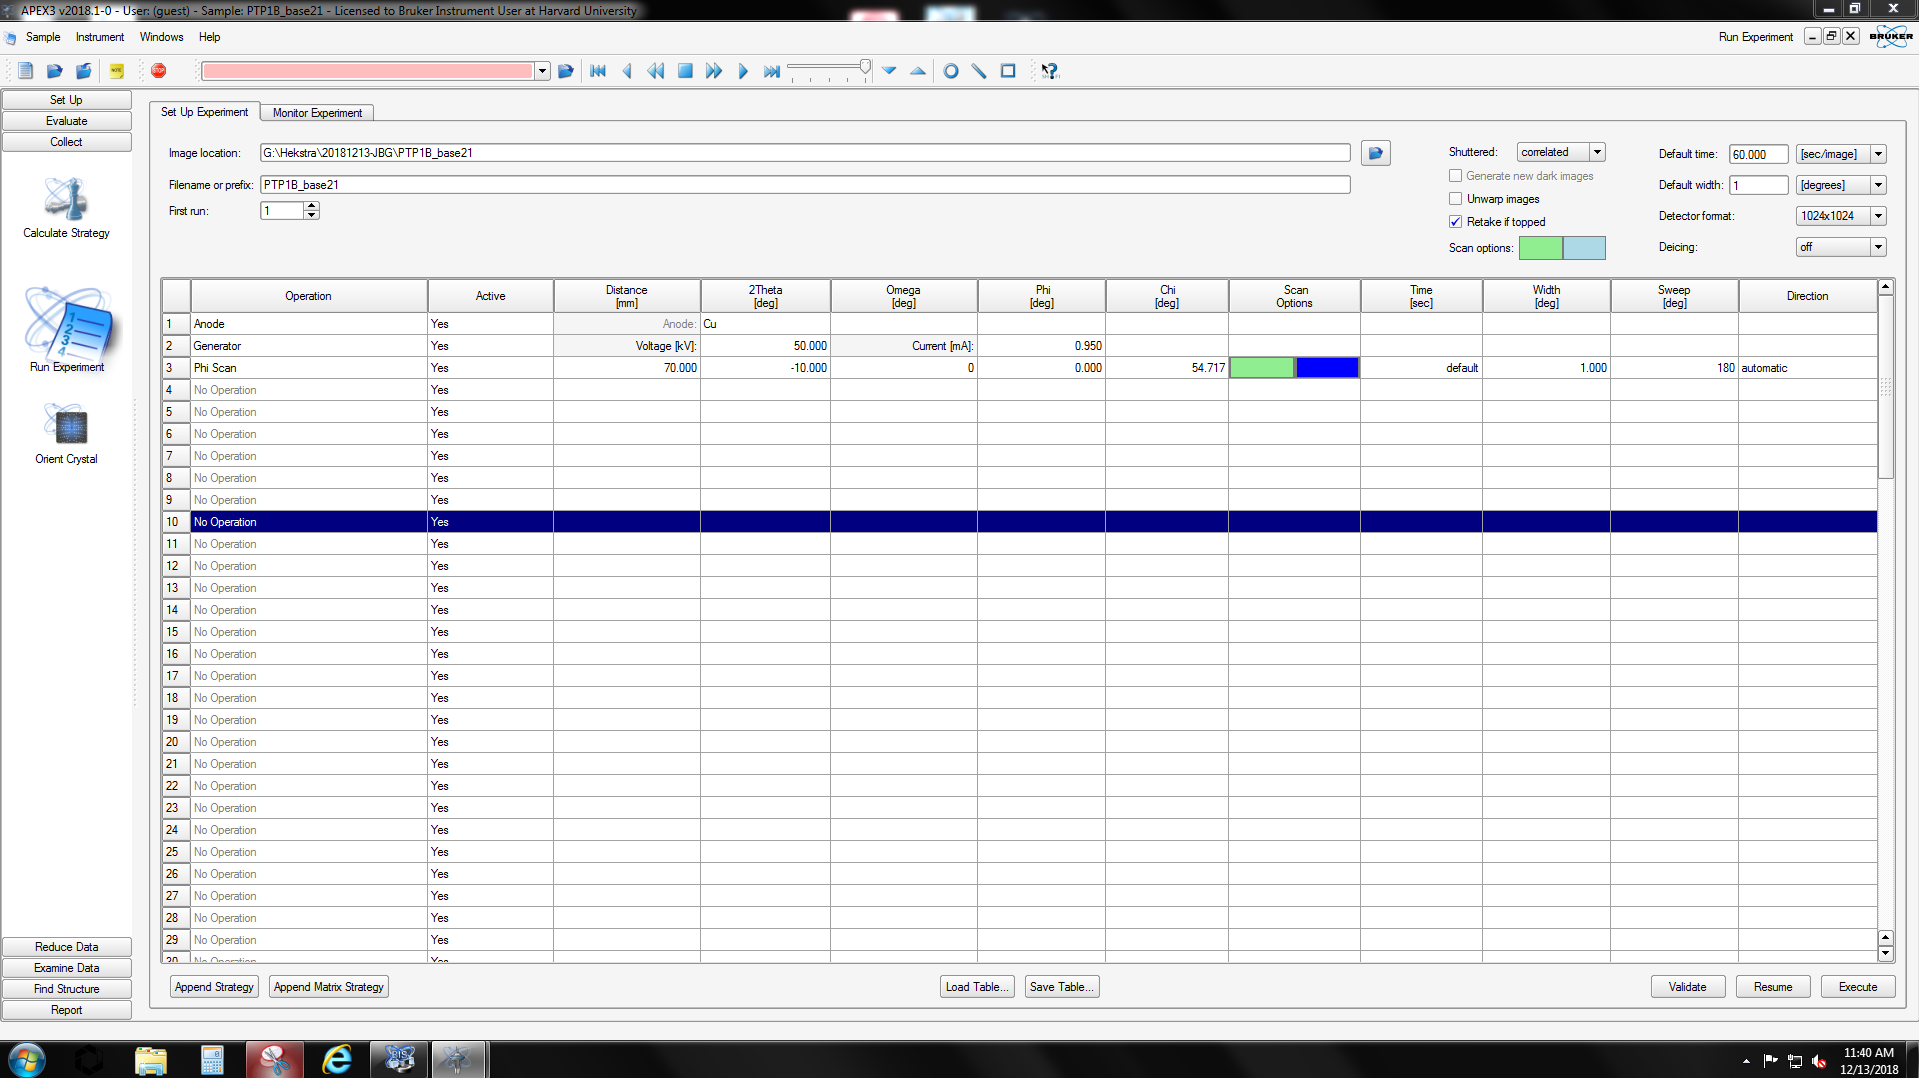 APEX3 v2018.1-0 - User: (guest) - Sample: PTP1B_base21 - Licensed to Bruker Instrument User at Harvard University
Sample Instrument Windows Help
Run Experiment BRUKER
NOTE STOP
Set Up
Evaluate
Collect
Calculate Strategy
1
2
3
4
Run Experiment
Orient Crystal
Reduce Data
Examine Data
Find Structure
Report
Set Up Experiment Monitor Experiment
Image location: G:\Hekstra\20181213-JBG\PTP1B_base21
Filename or prefix: PTP1B_base21
First run: 1
Shuttered: correlated
Generate new dark images
Unwarp images
Retake if topped
Scan options:
Default time: 60.000 [sec/image]
Default width: 1 [degrees]
Detector format: 1024x1024
Deicing: off
Operation Active Distance [mm] 2Theta [deg] Omega [deg] Phi [deg] Chi [deg] Scan Options Time [sec] Width [deg] Sweep [deg] Direction
1 Anode Yes Anode: Cu
2 Generator Yes Voltage [kV]: 50.000 Current [mA]: 0.950
3 Phi Scan Yes 70.000 -10.000 0 0.000 54.717 default 1.000 180 automatic
4 No Operation Yes
5 No Operation Yes
6 No Operation Yes
7 No Operation Yes
8 No Operation Yes
9 No Operation Yes
10 No Operation Yes
11 No Operation Yes
12 No Operation Yes
13 No Operation Yes
14 No Operation Yes
15 No Operation Yes
16 No Operation Yes
17 No Operation Yes
18 No Operation Yes
19 No Operation Yes
20 No Operation Yes
21 No Operation Yes
22 No Operation Yes
23 No Operation Yes
24 No Operation Yes
25 No Operation Yes
26 No Operation Yes
27 No Operation Yes
28 No Operation Yes
29 No Operation Yes
30 No Operation Yes
Append Strategy Append Matrix Strategy Load Table... Save Table... Validate Resume Execute
BIS
11:40 AM
12/13/2018